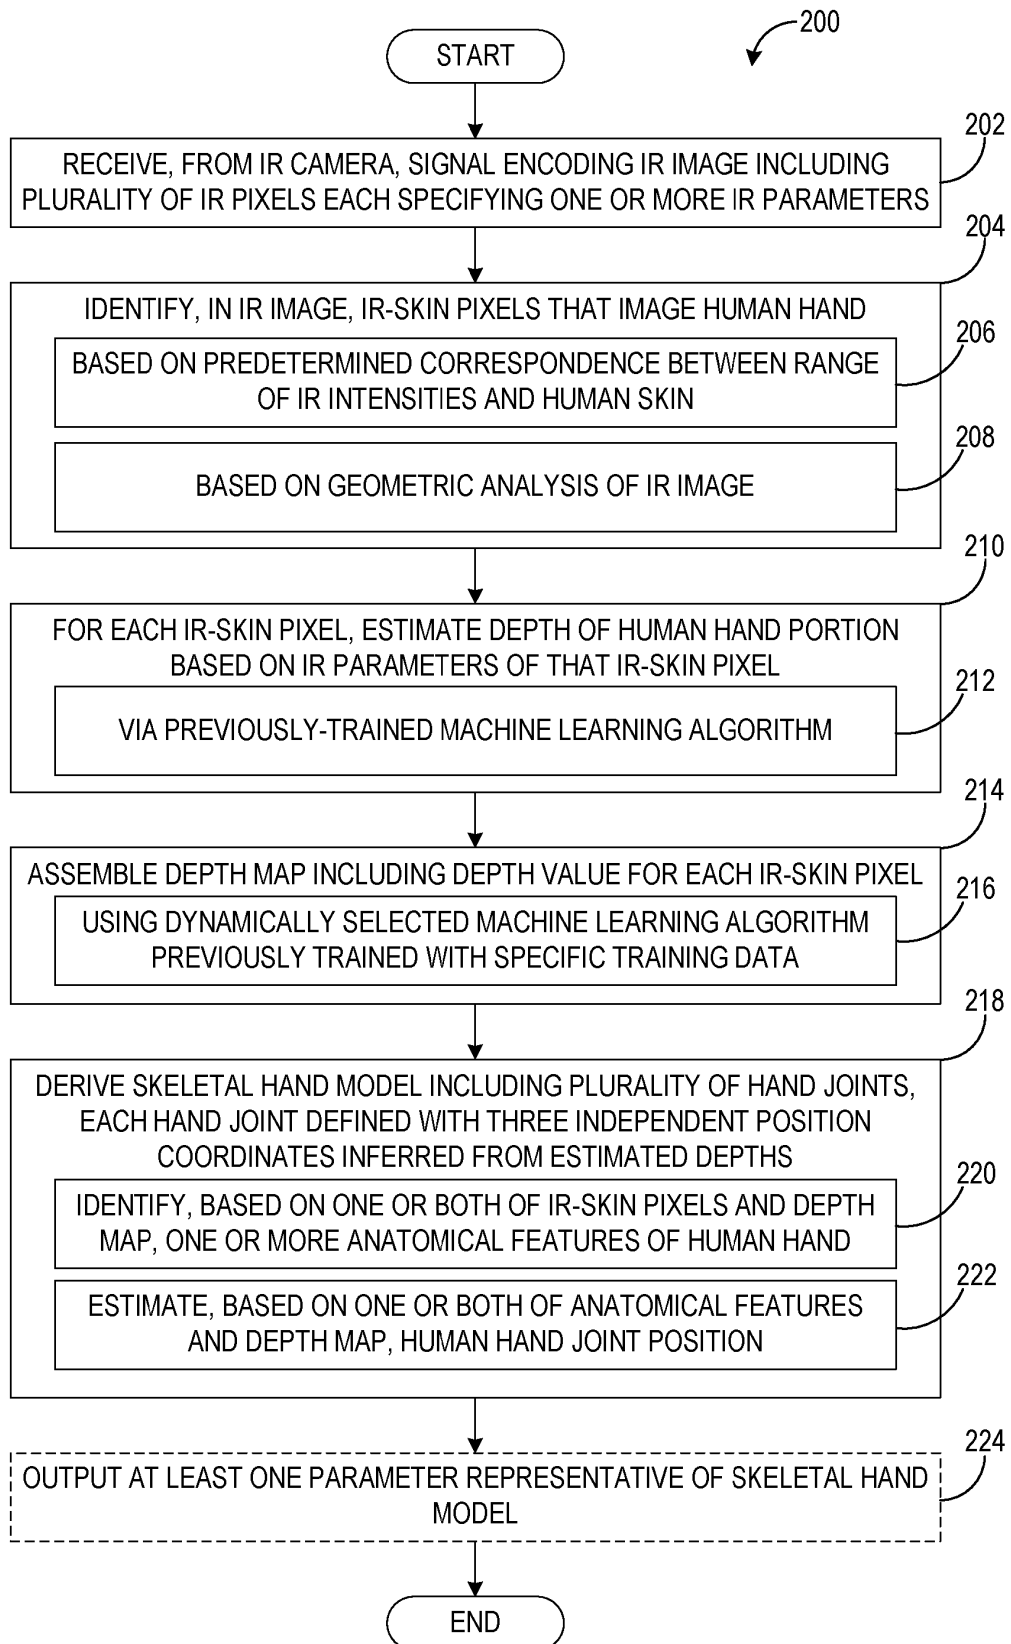 200
START
202
RECEIVE, FROM IR CAMERA, SIGNAL ENCODING IR IMAGE INCLUDING
PLURALITY OF IR PIXELS EACH SPECIFYING ONE OR MORE IR PARAMETERS
204
IDENTIFY, IN IR IMAGE, IR-SKIN PIXELS THAT IMAGE HUMAN HAND
206
BASED ON PREDETERMINED CORRESPONDENCE BETWEEN RANGE
OF IR INTENSITIES AND HUMAN SKIN
208
BASED ON GEOMETRIC ANALYSIS OF IR IMAGE
210
FOR EACH IR-SKIN PIXEL, ESTIMATE DEPTH OF HUMAN HAND PORTION
BASED ON IR PARAMETERS OF THAT IR-SKIN PIXEL
212
VIA PREVIOUSLY-TRAINED MACHINE LEARNING ALGORITHM
214
ASSEMBLE DEPTH MAP INCLUDING DEPTH VALUE FOR EACH IR-SKIN PIXEL
216
USING DYNAMICALLY SELECTED MACHINE LEARNING ALGORITHM
PREVIOUSLY TRAINED WITH SPECIFIC TRAINING DATA
218
DERIVE SKELETAL HAND MODEL INCLUDING PLURALITY OF HAND JOINTS,
EACH HAND JOINT DEFINED WITH THREE INDEPENDENT POSITION
COORDINATES INFERRED FROM ESTIMATED DEPTHS
220
IDENTIFY, BASED ON ONE OR BOTH OF IR-SKIN PIXELS AND DEPTH
MAP, ONE OR MORE ANATOMICAL FEATURES OF HUMAN HAND
222
ESTIMATE, BASED ON ONE OR BOTH OF ANATOMICAL FEATURES
AND DEPTH MAP, HUMAN HAND JOINT POSITION
224
OUTPUT AT LEAST ONE PARAMETER REPRESENTATIVE OF SKELETAL HAND
MODEL
END